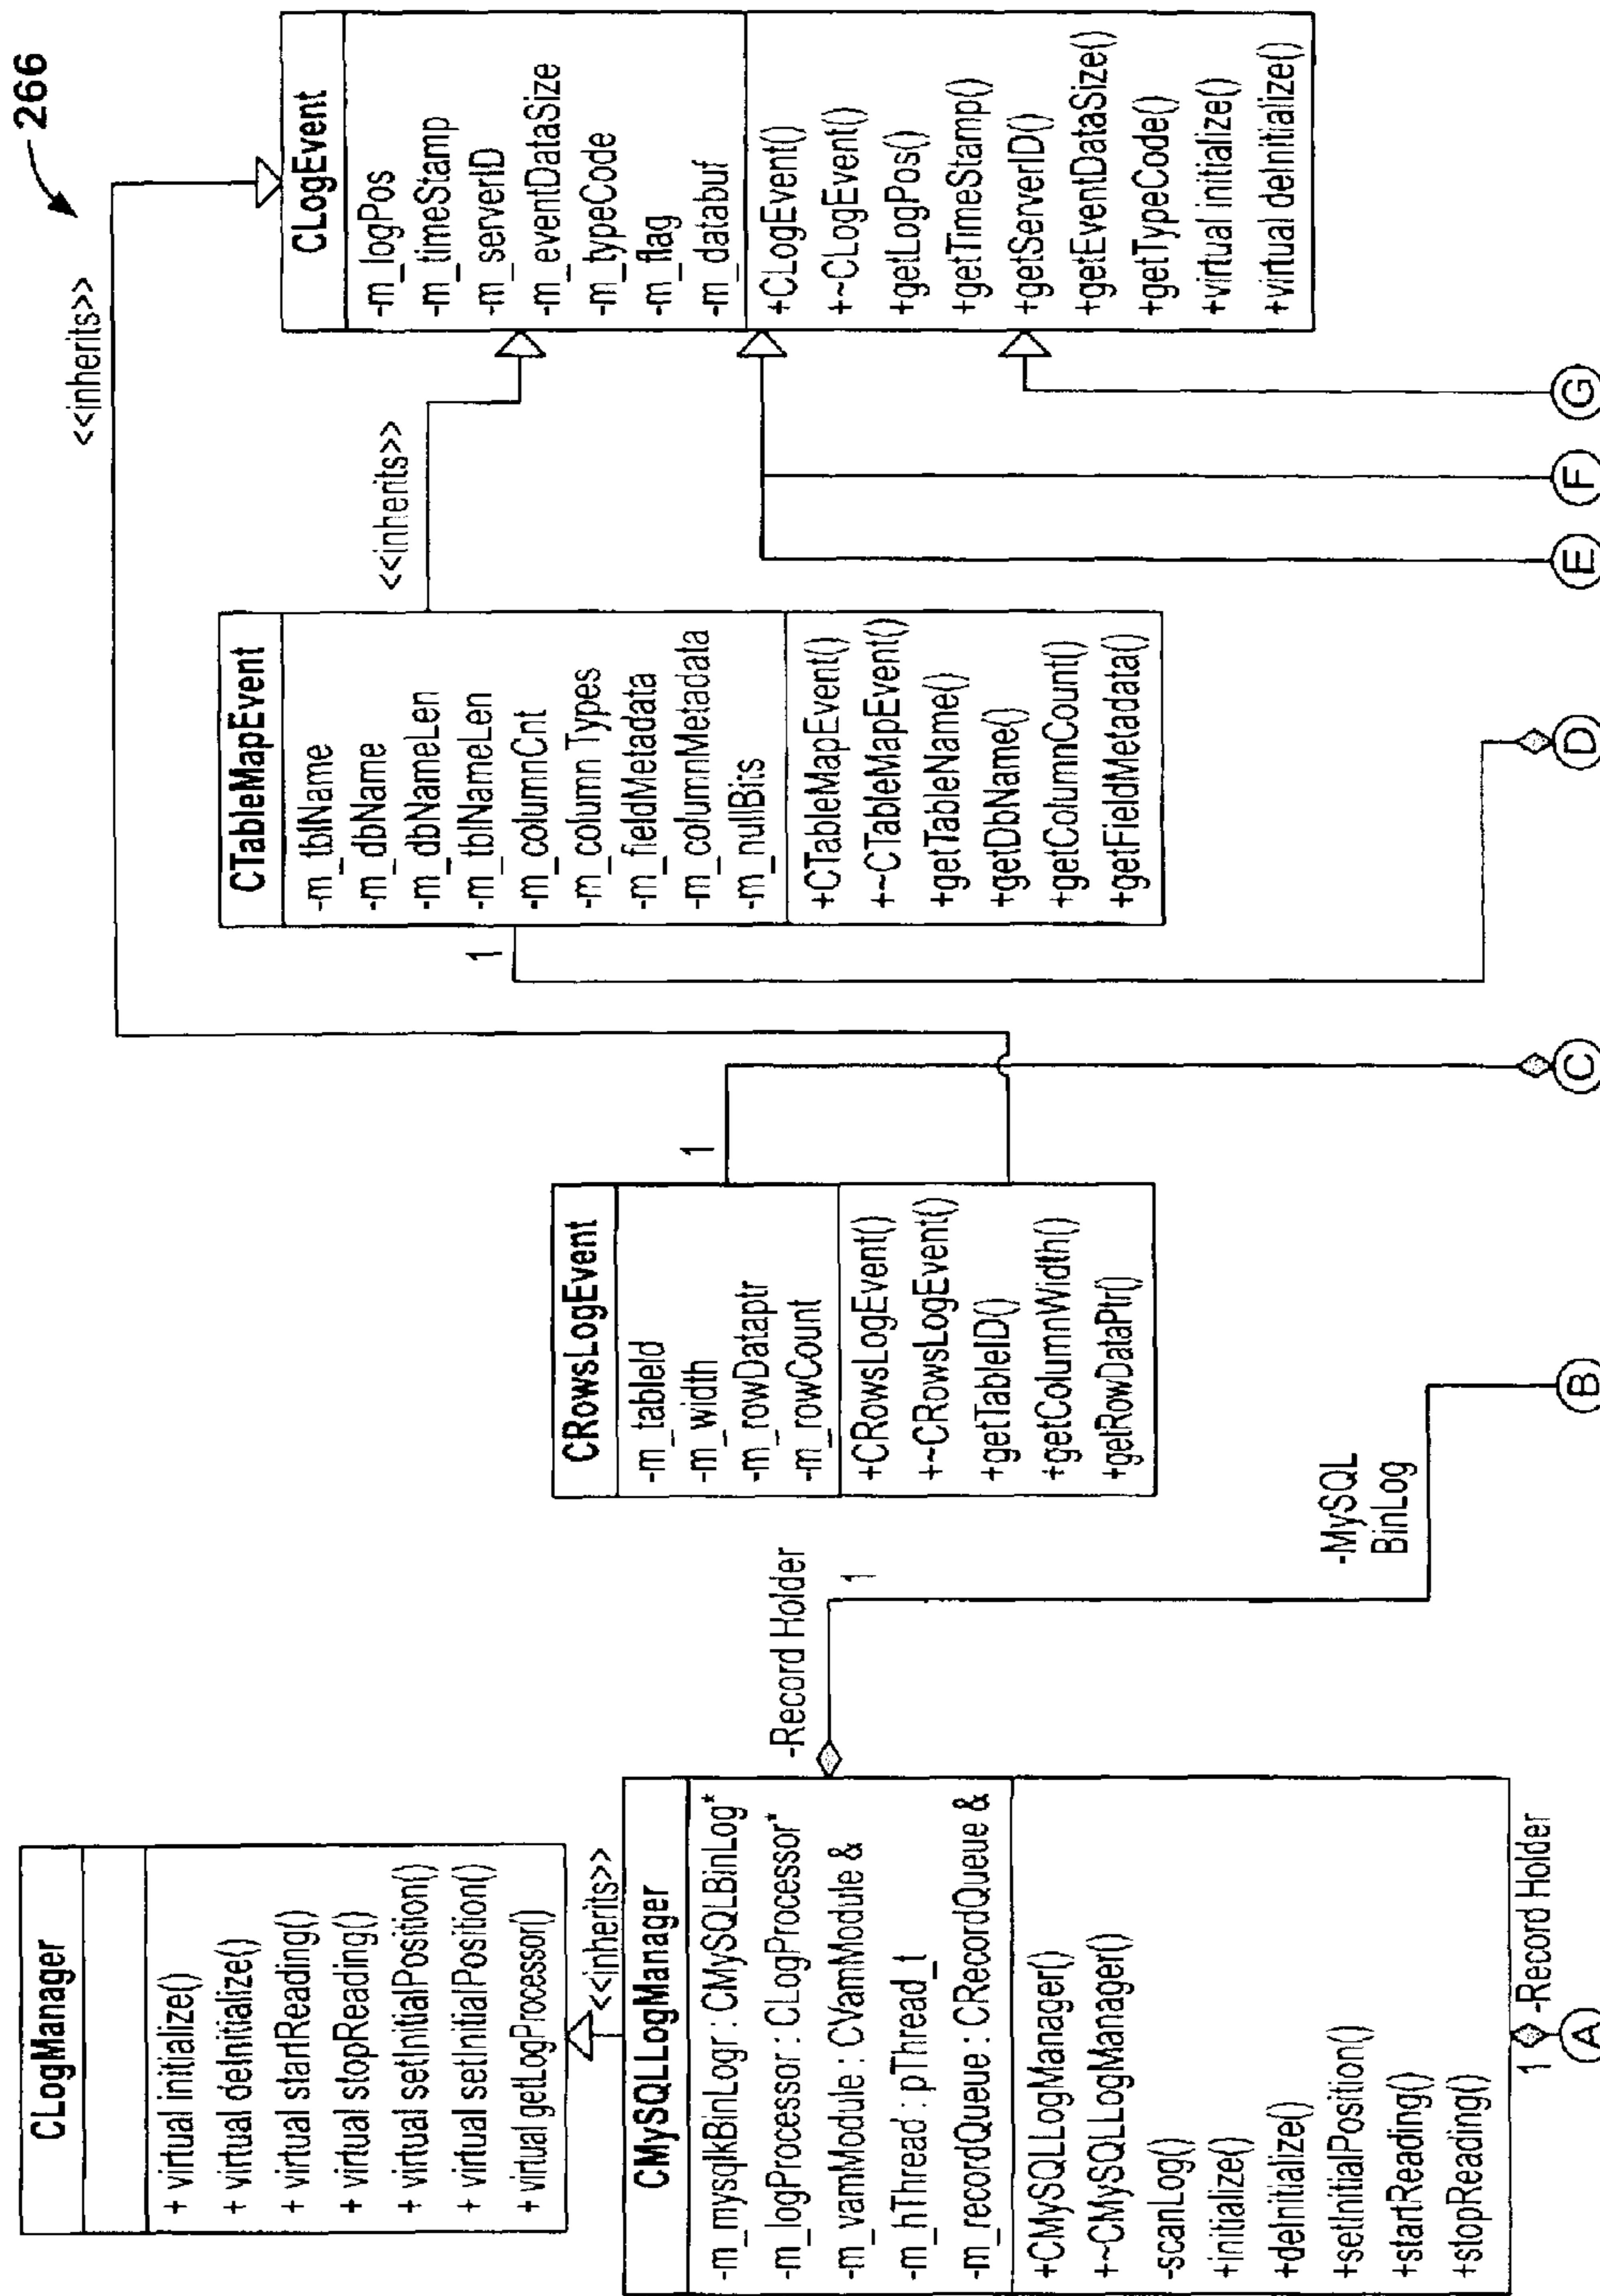 266
<<inherits>>
CLogEvent
-m_logPos
-m_timeStamp
-m_serverID
-m_eventDataSize
-m_typeCode
-m_flag
-m_databuf
+CLogEvent()
+~CLogEvent()
+getLogPos()
+getTimeStamp()
+getServerID()
+getEventDataSize()
+getTypeCode()
+virtual initialize()
+virtual deInitialize()
<<inherits>>
CTableMapEvent
-m_tblName
-m_dbName
-m_dbNameLen
-m_tblNameLen
-m_columnCnt
-m_column Types
-m_fieldMetadata
-m_columnMetadata
-m_nullBits
+CTableMapEvent()
+~CTableMapEvent()
+getTableName()
+getDbName()
+getColumnCount()
+getFieldMetadata()
1
CRowsLogEvent
-m_tableId
-m_width
-m_rowDataptr
-m_rowCount
+CRowsLogEvent()
+~CRowsLogEvent()
+getTableID()
+getColumnWidth()
+getRowDataPtr()
1
CLogManager
+ virtual initialize()
+ virtual deInitialize()
+ virtual startReading()
+ virtual stopReading()
+ virtual setInitialPosition()
+ virtual setInitialPosition()
+ virtual getLogProcessor()
<<inherits>>
CMySQLLogManager
-m_mysqlkBinLogr : CMySQLBinLog*
-m_logProcessor : CLogProcessor*
-m_vamModule : CVamModule &
-m_hThread : pThread_t
-m_recordQueue : CRecordQueue &
+CMySQLLogManager()
+~CMySQLLogManager()
-scanLog()
+initialize()
+deInitialize()
+setInitialPosition()
+startReading()
+stopReading()
-Record Holder
1
-MySQL
BinLog
1
-Record Holder
A
B
C
D
E
F
G